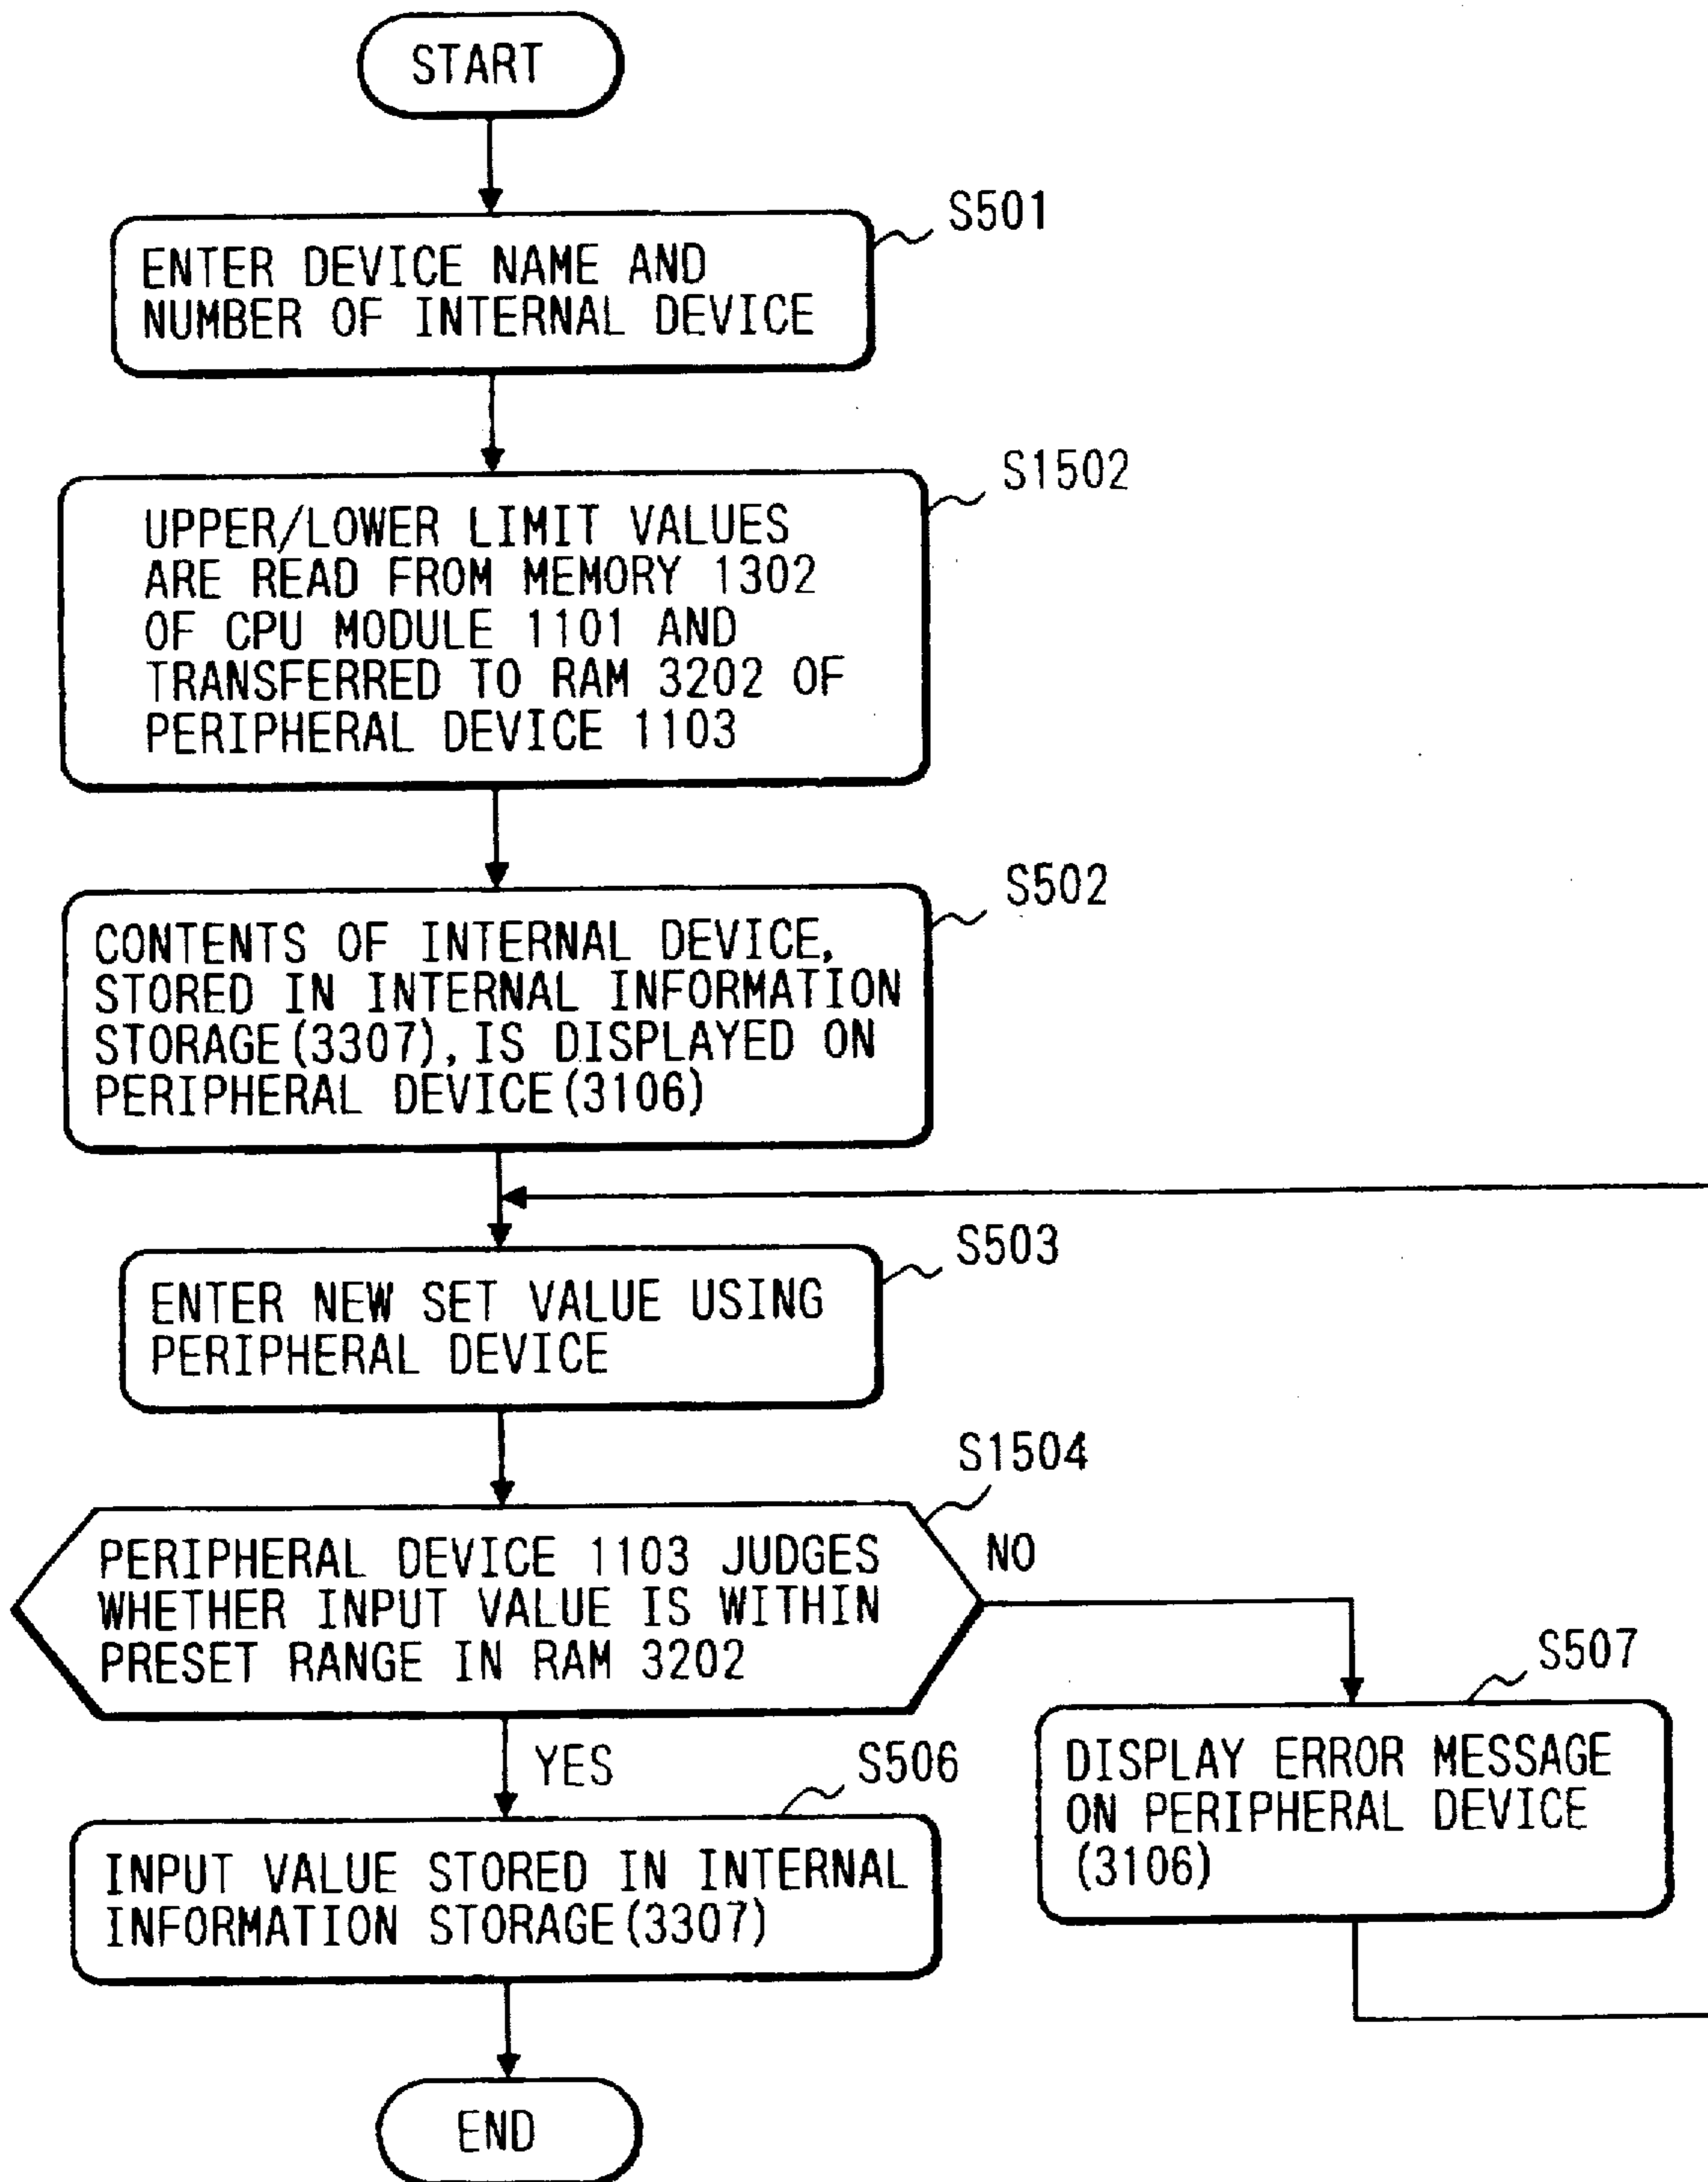 START
S501
ENTER DEVICE NAME AND
NUMBER OF INTERNAL DEVICE
S1502
UPPER/LOWER LIMIT VALUES
ARE READ FROM MEMORY 1302
OF CPU MODULE 1101 AND
TRANSFERRED TO RAM 3202 OF
PERIPHERAL DEVICE 1103
S502
CONTENTS OF INTERNAL DEVICE,
STORED IN INTERNAL INFORMATION
STORAGE(3307), IS DISPLAYED ON
PERIPHERAL DEVICE(3106)
S503
ENTER NEW SET VALUE USING
PERIPHERAL DEVICE
S1504
PERIPHERAL DEVICE 1103 JUDGES
WHETHER INPUT VALUE IS WITHIN
PRESET RANGE IN RAM 3202
NO
YES
S507
DISPLAY ERROR MESSAGE
ON PERIPHERAL DEVICE
(3106)
S506
INPUT VALUE STORED IN INTERNAL
INFORMATION STORAGE(3307)
END